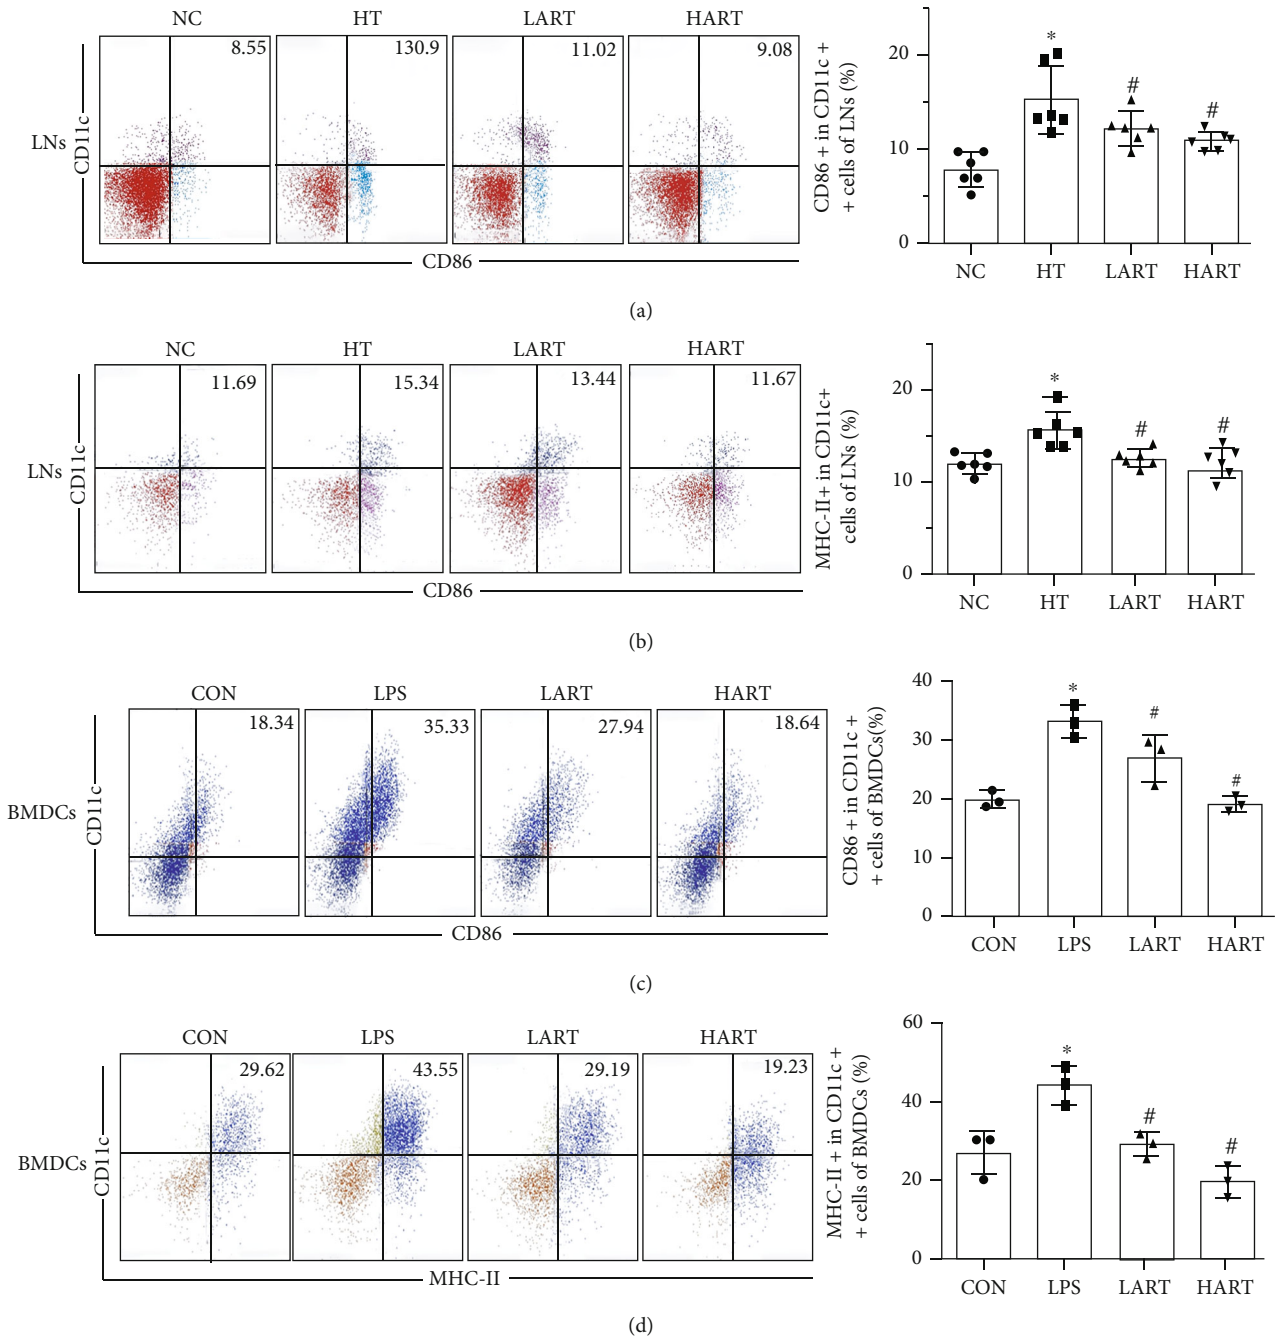 NC HT LART HART
8.55 130.9 11.02 9.08
LNs
CD11c
CD86
CD86 + in CD11c +
+ cells of LNs (%)
20
10
0
* # #
NC HT LART HART
(a)
NC HT LART HART
11.69 15.34 13.44 11.67
LNs
CD11c
CD86
MHC-II+ in CD11c+
cells of LNs (%)
20
10
0
* # #
NC HT LART HART
(b)
CON LPS LART HART
18.34 35.33 27.94 18.64
BMDCs
CD11c
CD86
CD86 + in CD11c +
+ cells of BMDCs(%)
40
30
20
10
0
* # #
CON LPS LART HART
(c)
CON LPS LART HART
29.62 43.55 29.19 19.23
BMDCs
CD11c
MHC-II
MHC-II + in CD11c +
+ cells of BMDCs (%)
60
40
20
0
* # #
CON LPS LART HART
(d)